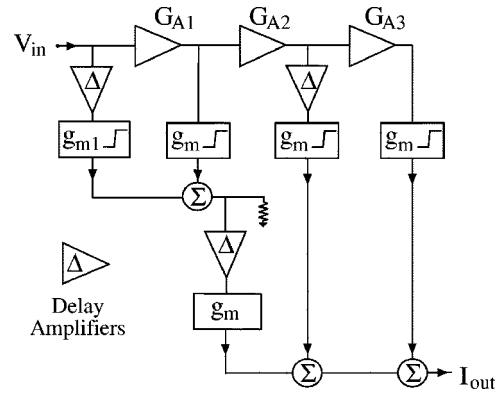 G_A1 G_A2 G_A3
V_in
Δ Δ
g_m1 g_m g_m g_m
Σ
Δ
Δ
Delay
Amplifiers
g_m
Σ Σ I_out